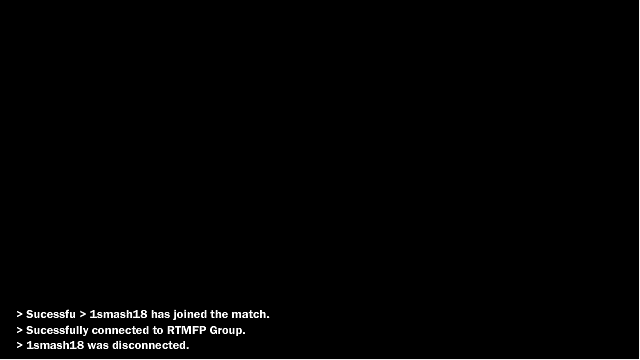 > Sucessfu > 1smash18 has joined the match.
> Sucessfully connected to RTMFP Group.
> 1smash18 was disconnected.